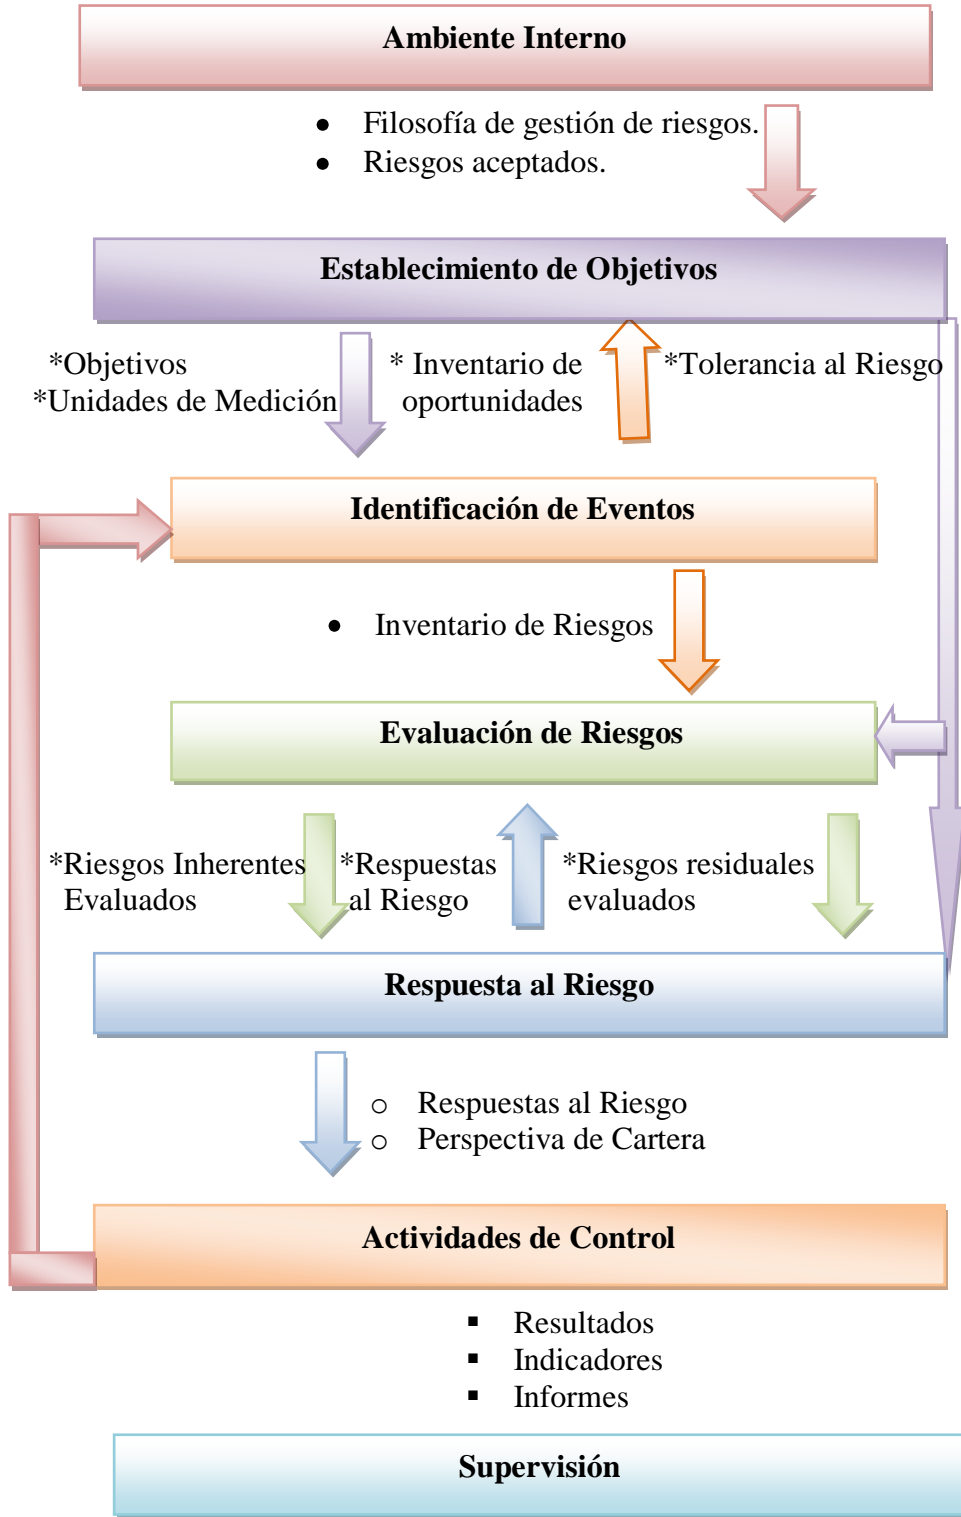 Ambiente Interno
• Filosofía de gestión de riesgos.
• Riesgos aceptados.
Establecimiento de Objetivos
*Objetivos
*Unidades de Medición
* Inventario de
oportunidades
*Tolerancia al Riesgo
Identificación de Eventos
• Inventario de Riesgos
Evaluación de Riesgos
*Riesgos Inherentes
Evaluados
*Respuestas
al Riesgo
*Riesgos residuales
evaluados
Respuesta al Riesgo
o Respuestas al Riesgo
o Perspectiva de Cartera
Actividades de Control
▪ Resultados
▪ Indicadores
▪ Informes
Supervisión